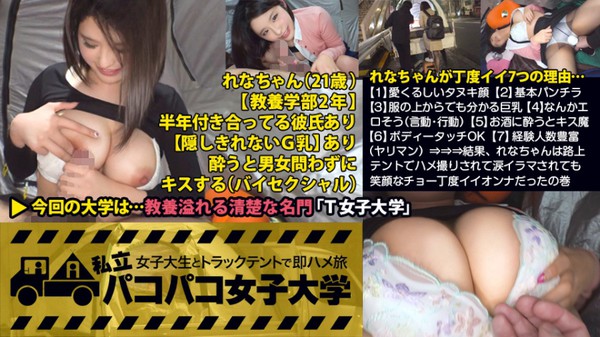 れなちゃん(21歳)
【教養学部2年】
半年付き合ってる彼氏あり
【隠しきれないG乳】あり
酔うと男女問わずに
キスする(バイセクシャル)
れなちゃんが丁度イイ7つの理由…
【1】愛くるしいタヌキ顔【2】基本パンチラ
【3】服の上からでも分かる巨乳【4】なんかエ
ロそう(言動・行動)【5】お酒に酔うとキス魔
【6】ボディータッチOK【7】経験人数豊富
(ヤリマン)⇒⇒⇒結果、れなちゃんは路上
テントでハメ撮りされて涙イラマされても
笑顔なチョー丁度イイオンナだったの巻
▶今回の大学は…教養溢れる清楚な名門「T女子大学」
私立 女子大生とトラックテントで即ハメ旅
パコパコ女子大学